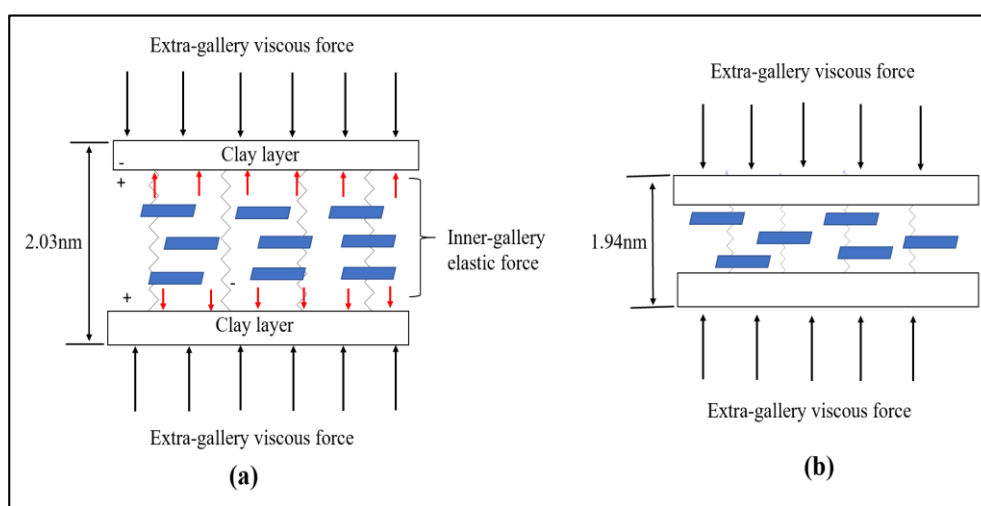 Extra-gallery viscous force
Clay layer
-
+
2.03nm
Inner-gallery
elastic force
-
+
Clay layer
Extra-gallery viscous force
(a)
Extra-gallery viscous force
1.94nm
Extra-gallery viscous force
(b)